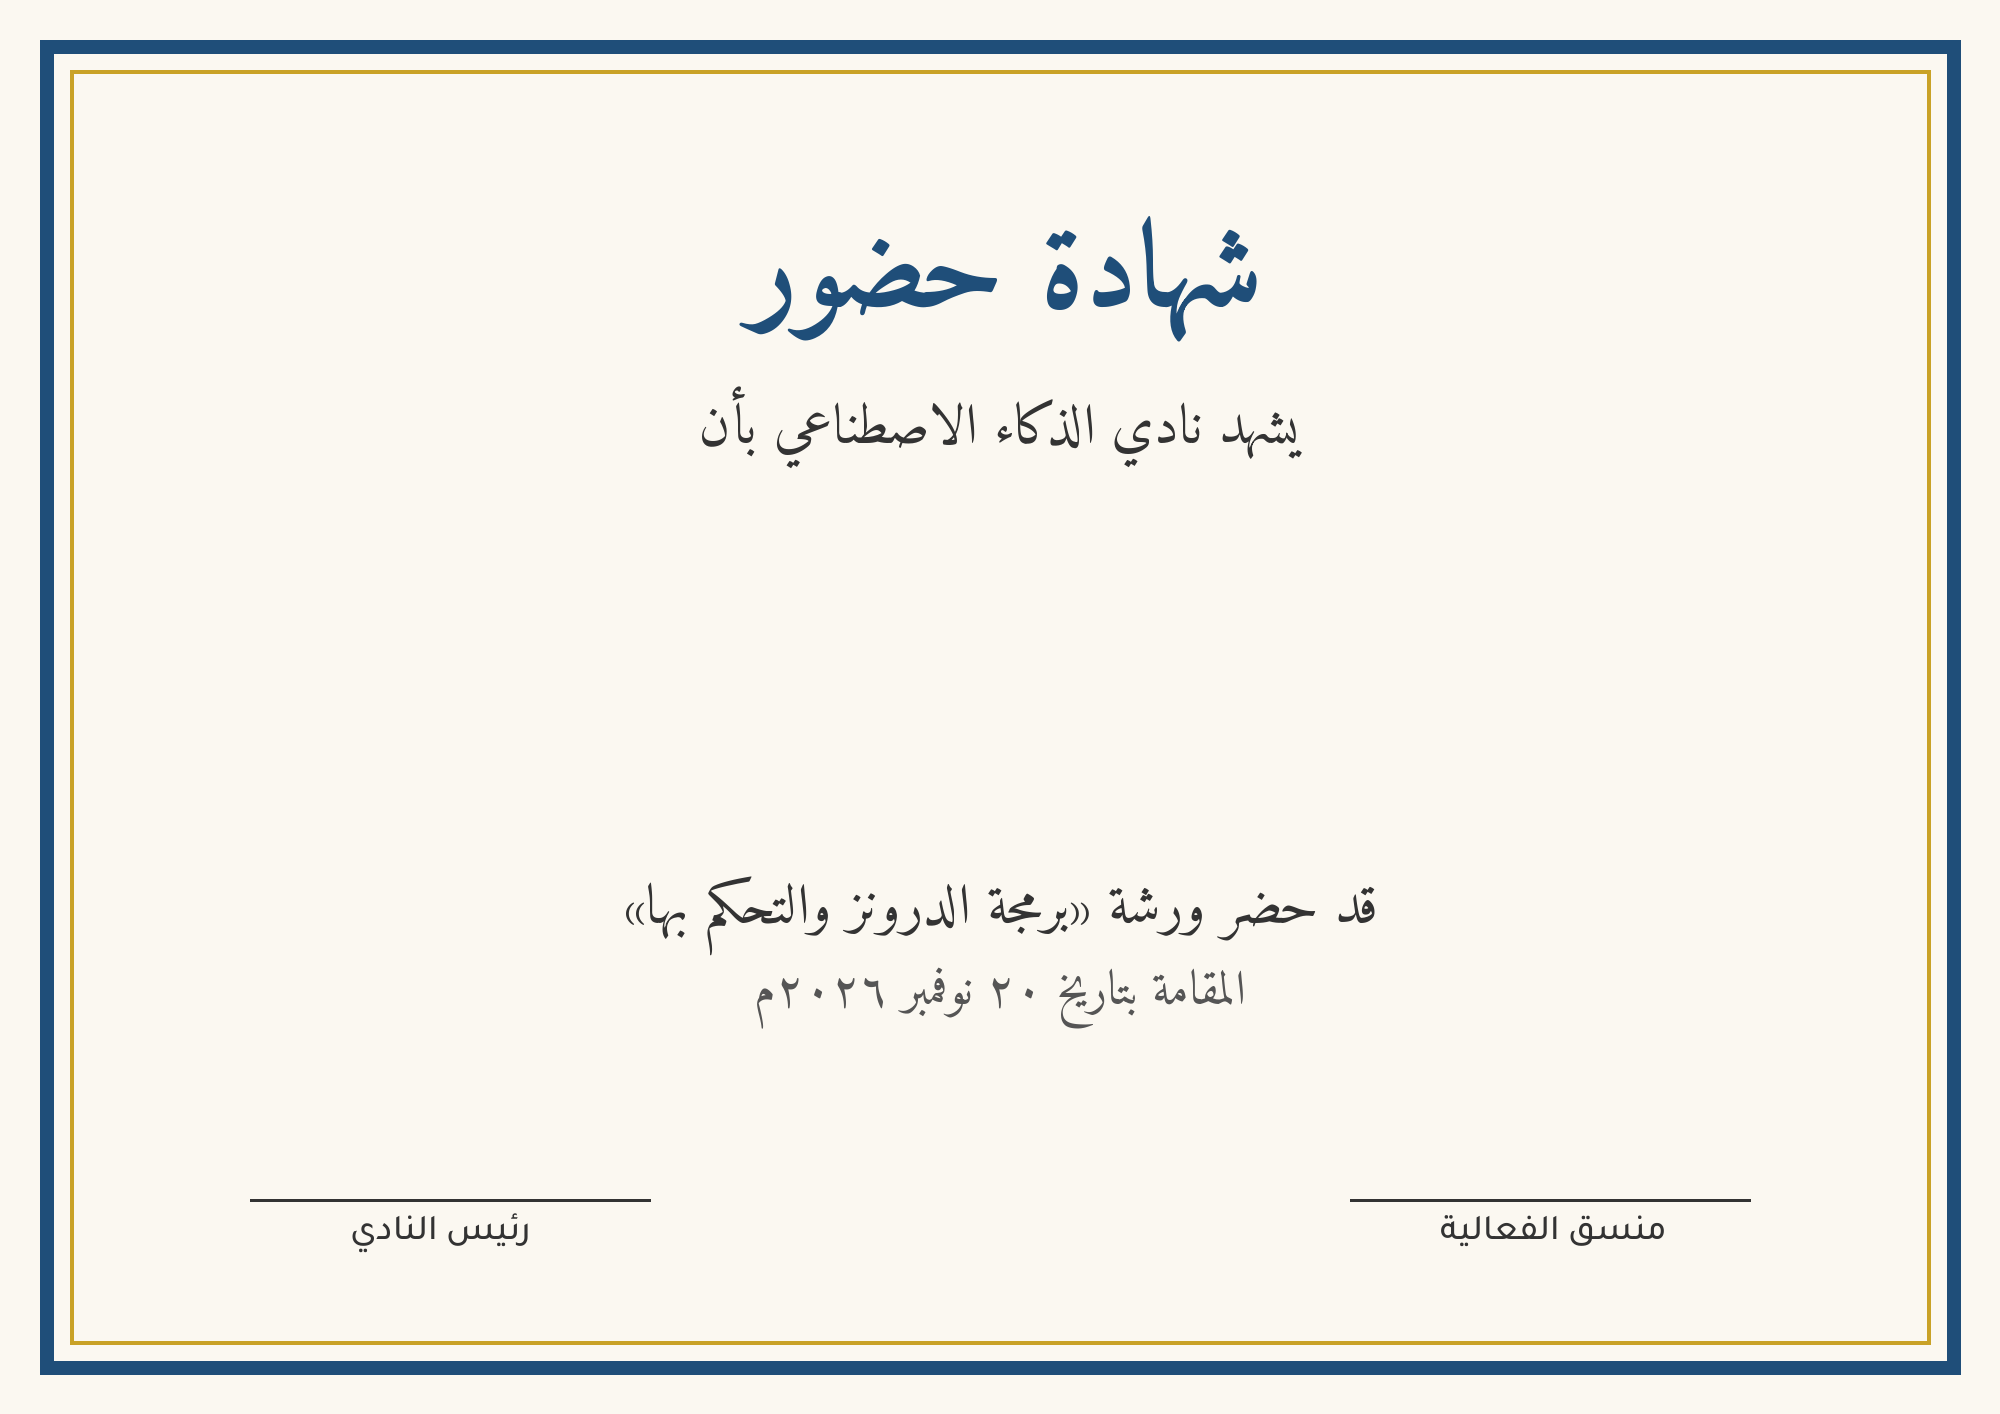 شهادة حضور
يشهد نادي الذكاء الاصطناعي بأن
قد حضر ورشة «برمجة الدرونز والتحكم بها»
المقامة بتاريخ ٢٠ نوفمبر ٢٠٢٦م
منسق الفعالية
رئيس النادي